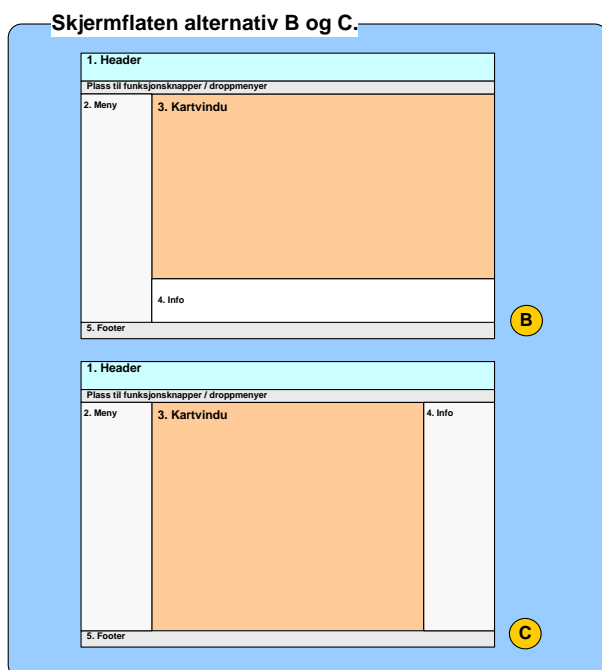 Skjermflaten alternativ B og C.
1. Header
Plass til funksjonsknapper / droppmenyer
2. Meny
3. Kartvindu
4. Info
5. Footer
B
1. Header
Plass til funksjonsknapper / droppmenyer
2. Meny
3. Kartvindu
4. Info
5. Footer
C